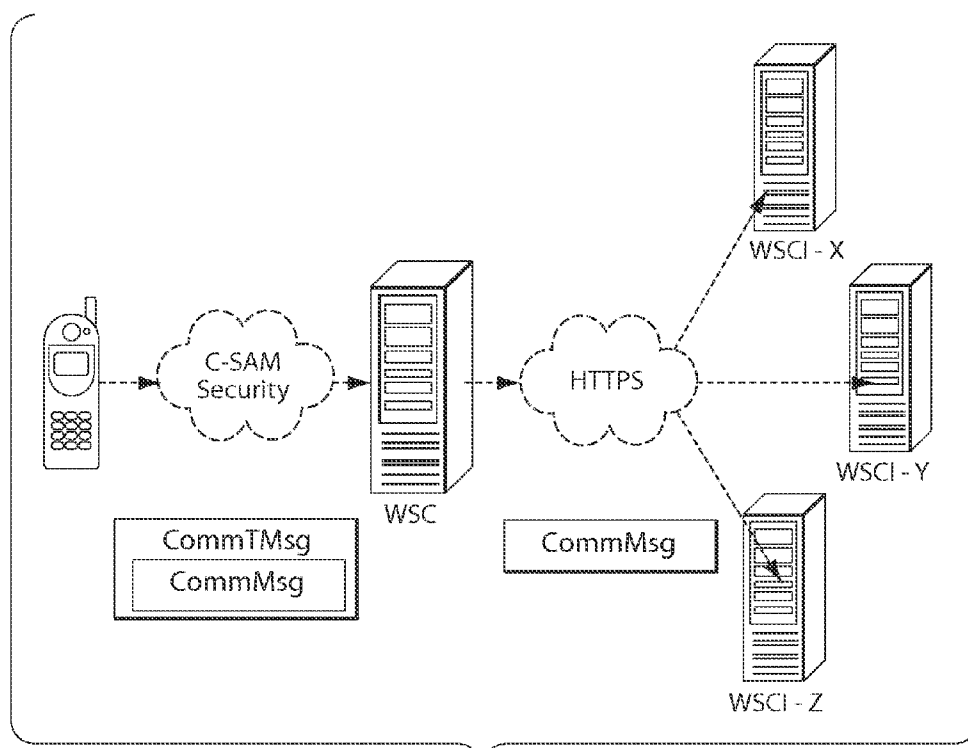 WSCI - X
C-SAM
Security
HTTPS
WSC
WSCI - Y
CommTMsg
CommMsg
CommMsg
WSCI - Z